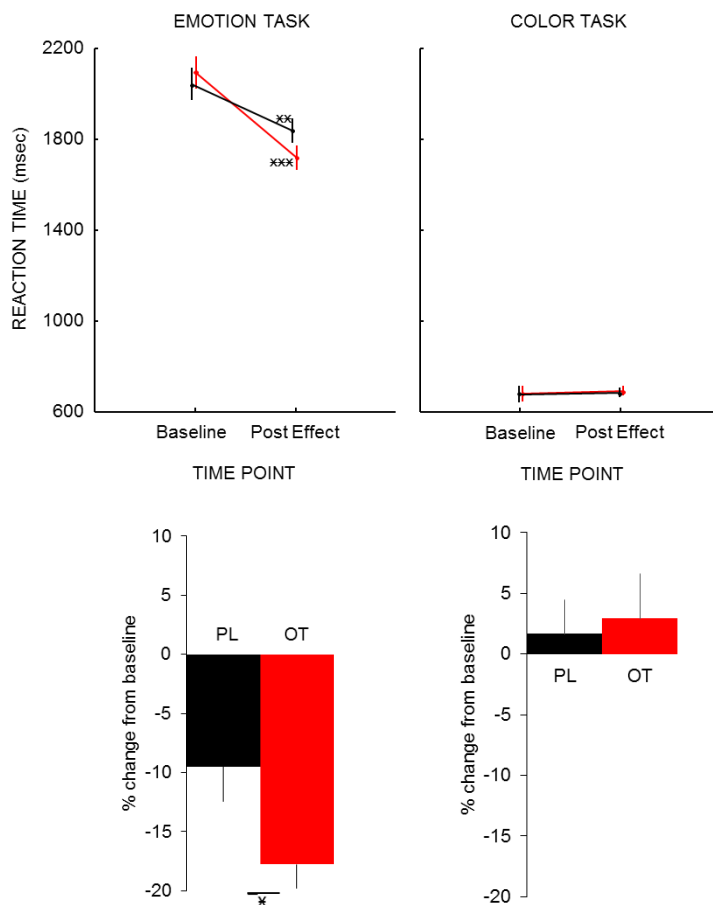 EMOTION TASK
COLOR TASK
REACTION TIME (msec)
2200
1800
1400
1000
600
**
***
Baseline
Post Effect
Baseline
Post Effect
TIME POINT
TIME POINT
% change from baseline
10
5
0
-5
-10
-15
-20
PL
OT
*
% change from baseline
10
5
0
-5
-10
-15
-20
PL
OT